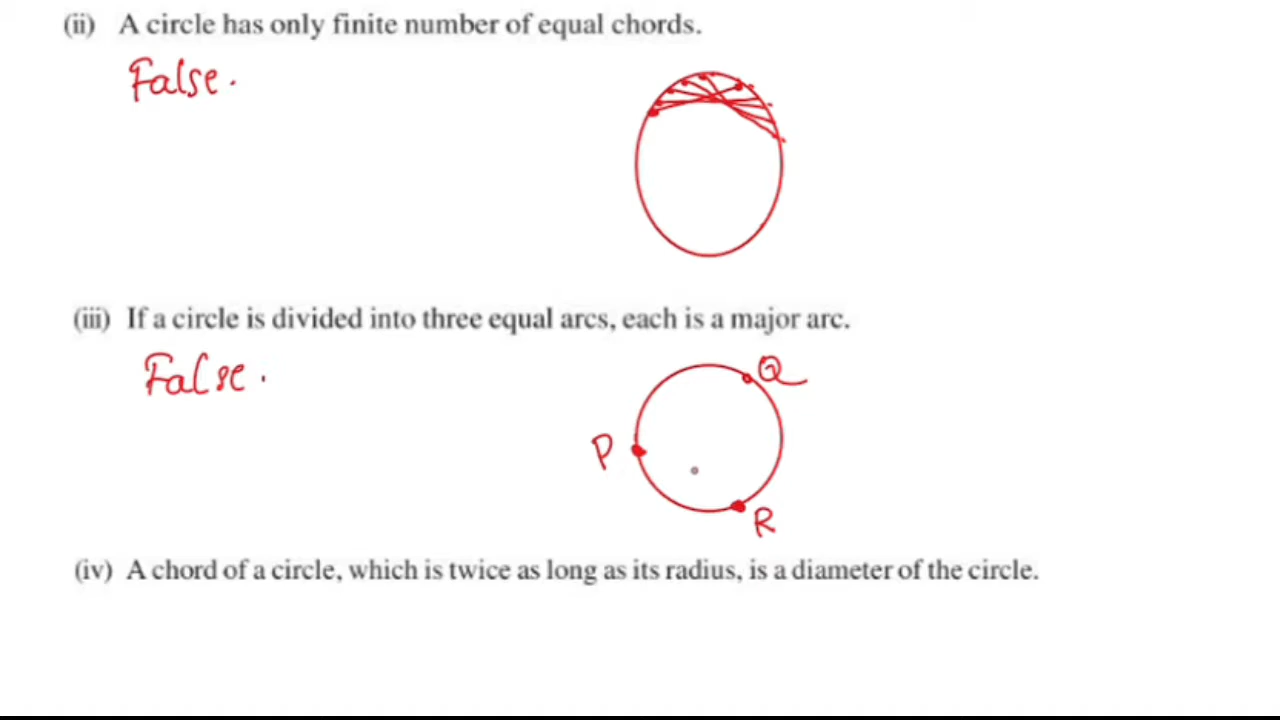 (ii) A circle has only finite number of equal chords.
False.
(iii) If a circle is divided into three equal arcs, each is a major arc.
False.
Q
P
R
(iv) A chord of a circle, which is twice as long as its radius, is a diameter of the circle.